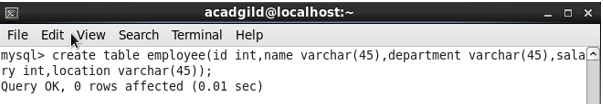 acadgild@localhost:~
File Edit View Search Terminal Help
mysql> create table employee(id int,name varchar(45),department varchar(45),sala
ry int,location varchar(45));
Query OK, 0 rows affected (0.01 sec)